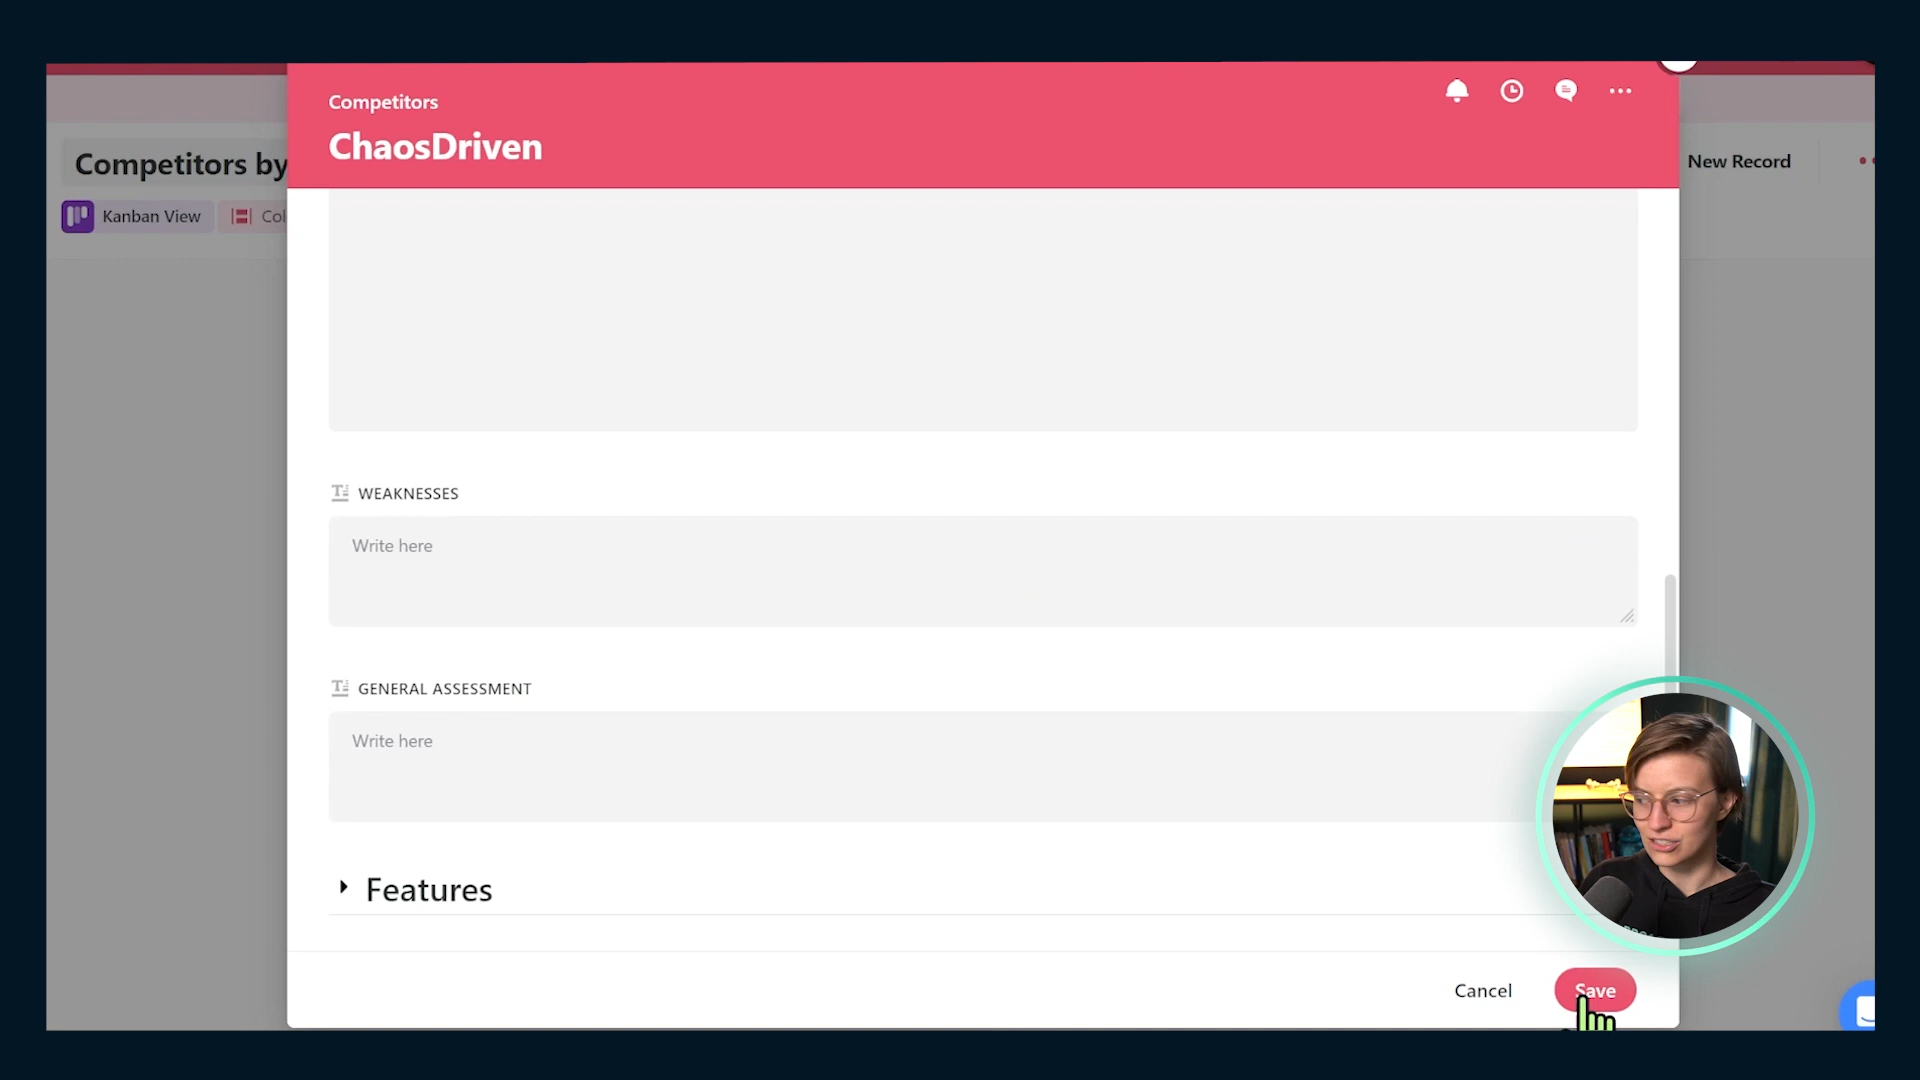 Competitors
ChaosDriven
Competitors by
New Record
Kanban View
WEAKNESSES
Write here
GENERAL ASSESSMENT
Write here
Features
Cancel
Save